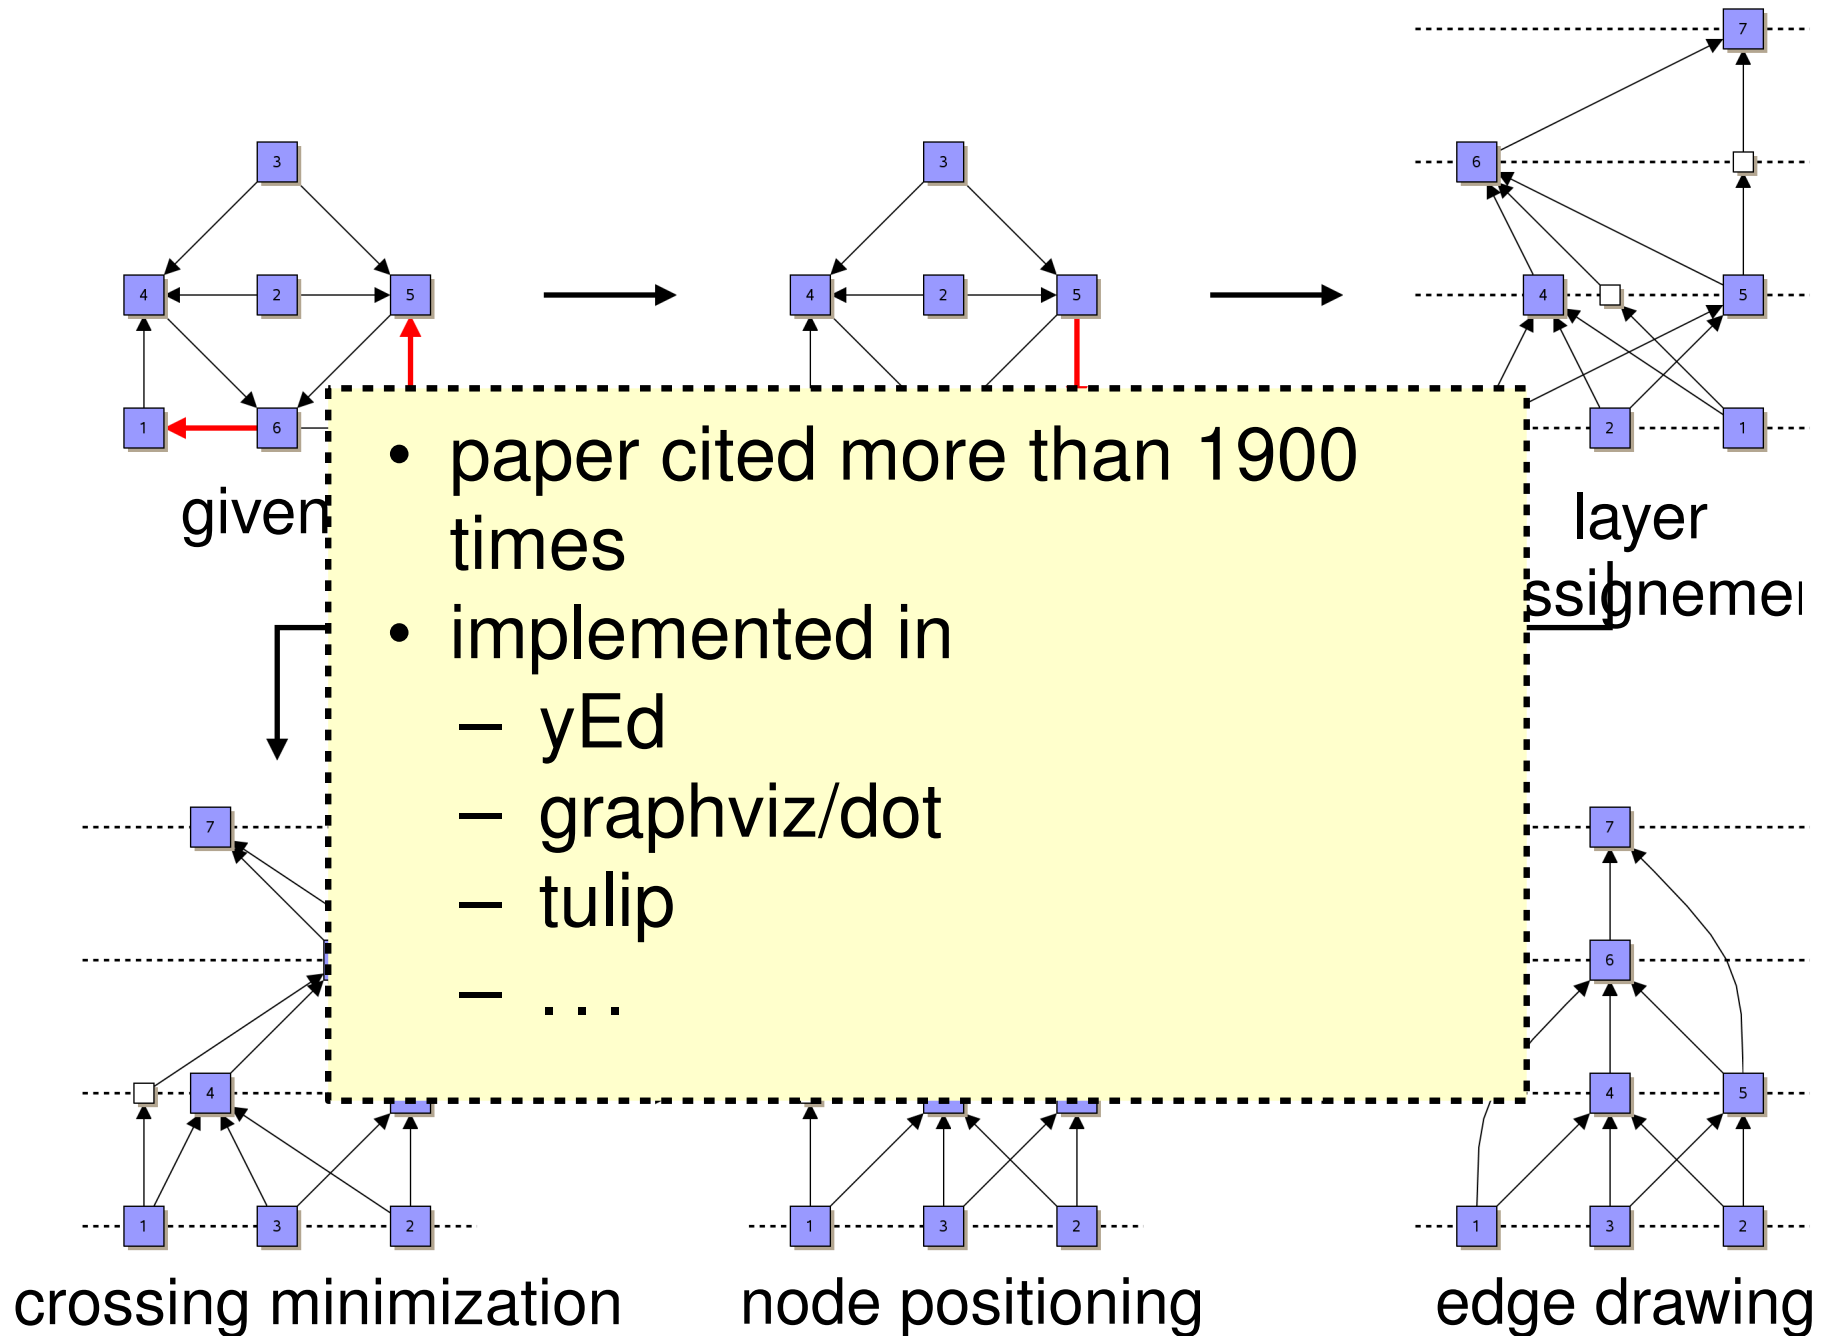 7
3
3
6
4
2
5
4
2
5
4
5
1
6
2
1
• paper cited more than 1900
times
given
layer
• implemented in
– yEd
– graphviz/dot
– tulip
– . . .
7
7
6
4
4
5
1
3
2
1
3
2
1
3
2
crossing minimization
node positioning
edge drawing